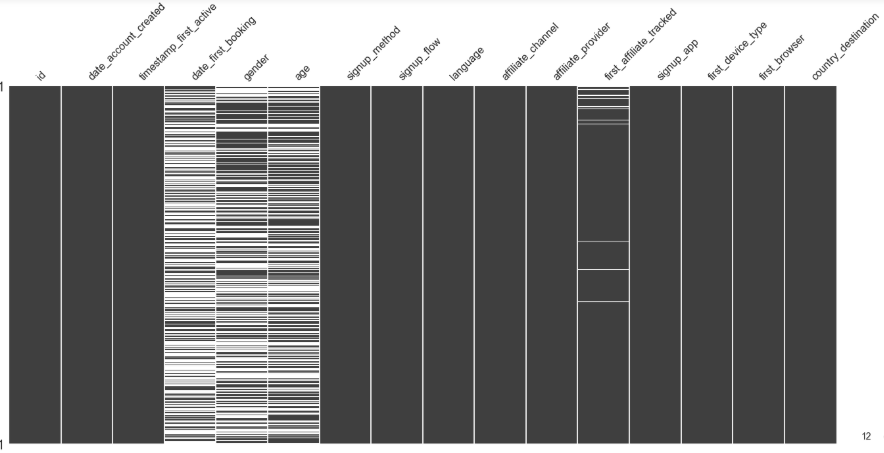 id
date_account_created
timestamp_first_active
date_first_booking
gender
age
signup_method
signup_flow
language
affiliate_channel
affiliate_provider
first_affiliate_tracked
signup_app
first_device_type
first_browser
country_destination
1
1
12